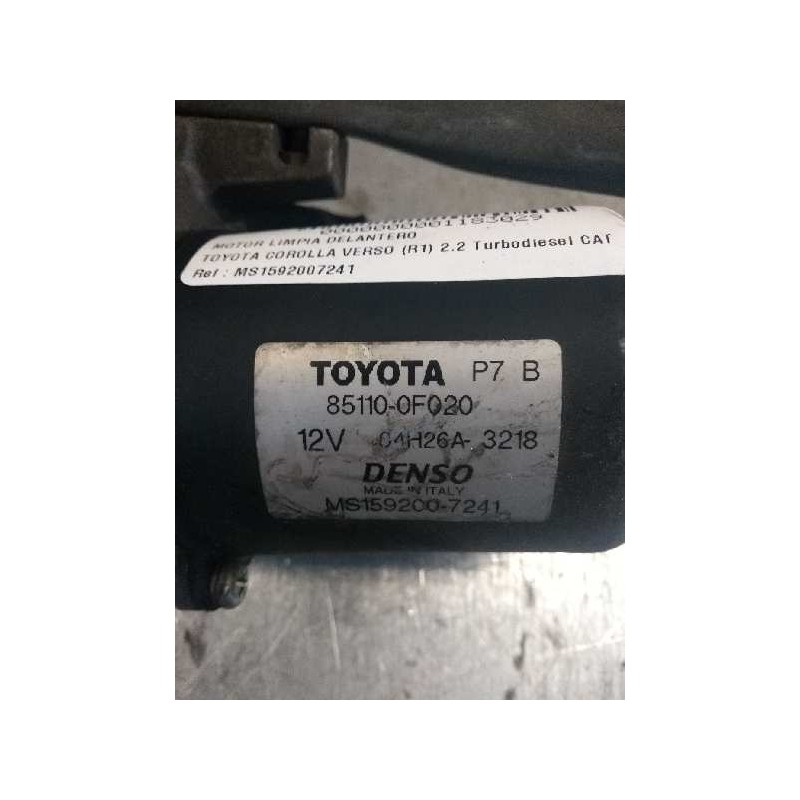 MOTOR LIMPIA DELANTERO
TOYOTA COROLLA VERSO (R1) 2.2 Turbodiesel CAT
Ref: MS1592007241
TOYOTA P7 B
85110-0F020
12V 04H26A- 3218
DENSO
MADE IN ITALY
MS159200-7241